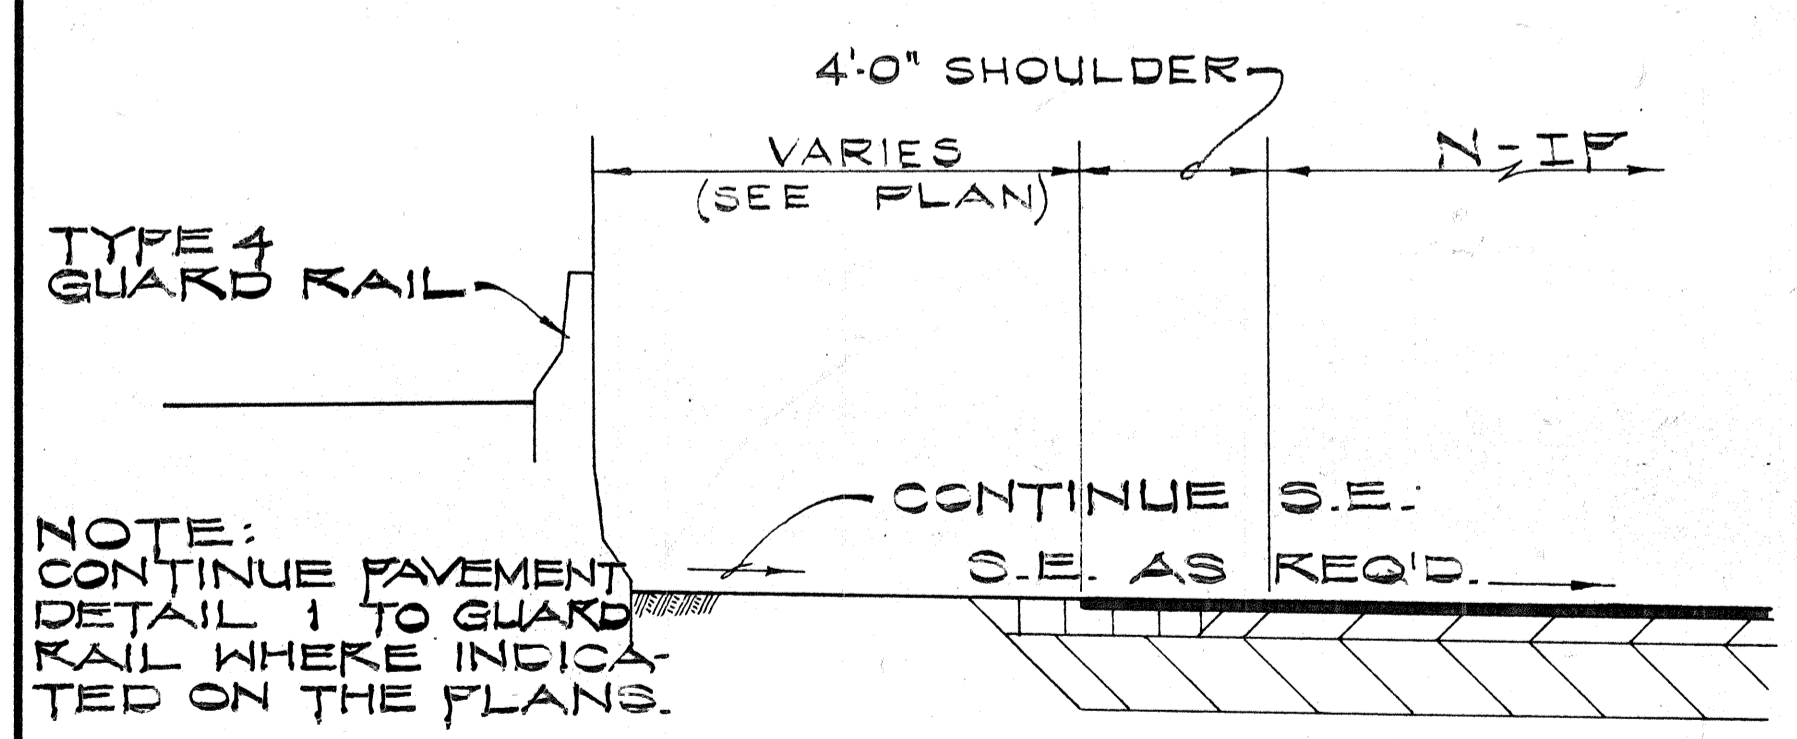 4'-0" SHOULDER
VARIES
(SEE PLAN)
N-IP
TYPE 4
GUARD RAIL
CONTINUE S.E.
S.E. AS REQ'D.
NOTE:
CONTINUE PAVEMENT
DETAIL 1 TO GUARD
RAIL WHERE INDICA-
TED ON THE PLANS.